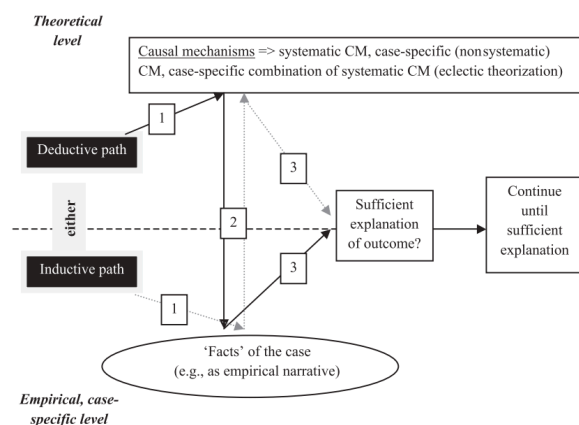 Theoretical
level
Causal mechanisms => systematic CM, case-specific (nonsystematic)
CM, case-specific combination of systematic CM (eclectic theorization)
1
Deductive path
3
Sufficient
explanation
of outcome?
Continue
until
sufficient
explanation
either
2
3
Inductive path
1
'Facts' of the case
(e.g., as empirical narrative)
Empirical, case-
specific level